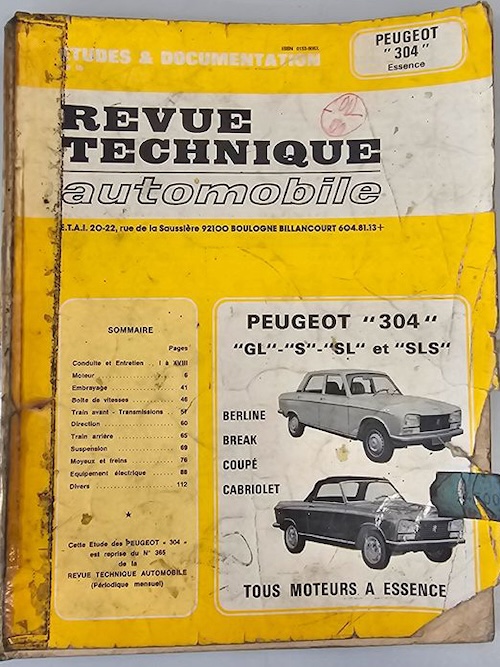 PEUGEOT
"304"
Essence
ETUDES & DOCUMENTATION
REVUE
TECHNIQUE
automobile
E.T.A.I. 20-22, rue de la Saussière 92100 BOULOGNE BILLANCOURT 604.81.13+
SOMMAIRE
Pages
Conduite et Entretien .. I à XVIII
Moteur .................... 6
Embrayage ................ 41
Boîte de vitesses .......... 46
Train avant - Transmissions .. 57
Direction .................. 60
Train arrière .............. 65
Suspension ................ 69
Moyeux et freins .......... 76
Equipement électrique ...... 88
Divers .................... 112
★
Cette Etude des PEUGEOT « 304 »
est reprise du N° 365
de la
REVUE TECHNIQUE AUTOMOBILE
(Périodique mensuel)
PEUGEOT "304"
"GL"-"S"-"SL" et "SLS"
BERLINE
BREAK
COUPÉ
CABRIOLET
TOUS MOTEURS A ESSENCE